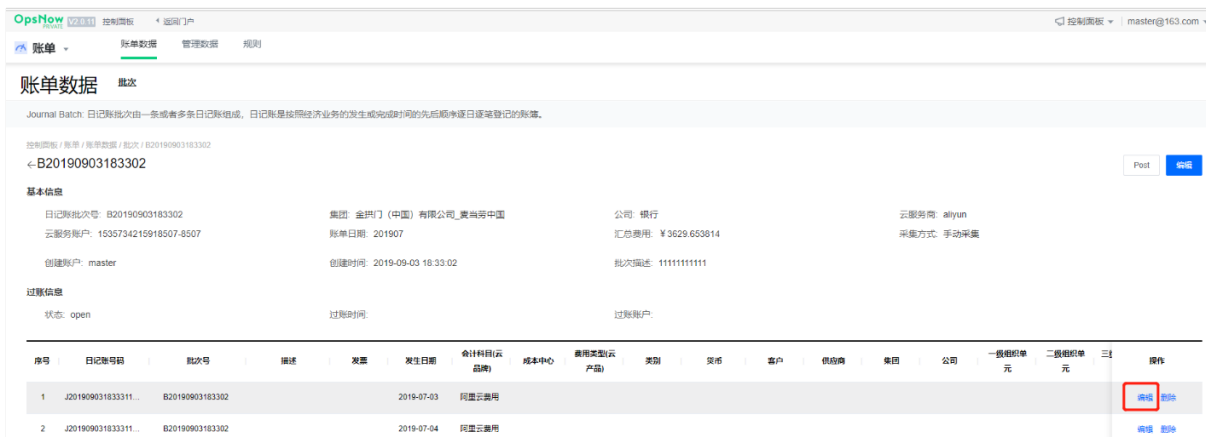 OpsNow PRIVATE V2.0.11 控制面板 返回门户 控制面板 master@163.com
账单 账单数据 管理数据 规则
账单数据 批次
Journal Batch: 日记账批次由一条或者多条日记账组成，日记账是按照经济业务的发生或完成时间的先后顺序逐日逐笔登记的账簿。
控制面板 / 账单 / 账单数据 / 批次 / B20190903183302
←B20190903183302 Post 编辑
基本信息
日记账批次号: B20190903183302 集团: 金拱门（中国）有限公司_麦当劳中国 公司: 银行 云服务商: aliyun
云服务账户: 1535734215918507-8507 账单日期: 201907 汇总费用: ¥3629.653814 采集方式: 手动采集
创建账户: master 创建时间: 2019-09-03 18:33:02 批次描述: 11111111111
过账信息
状态: open 过账时间: 过账账户:
序号 日记账号码 批次号 描述 发票 发生日期 会计科目(云品牌) 成本中心 费用类型(云产品) 类别 货币 客户 供应商 集团 公司 一级组织单元 二级组织单元 操作
1 J201909031833311... B20190903183302 2019-07-03 阿里云费用 编辑 删除
2 J201909031833311... B20190903183302 2019-07-04 阿里云费用 编辑 删除